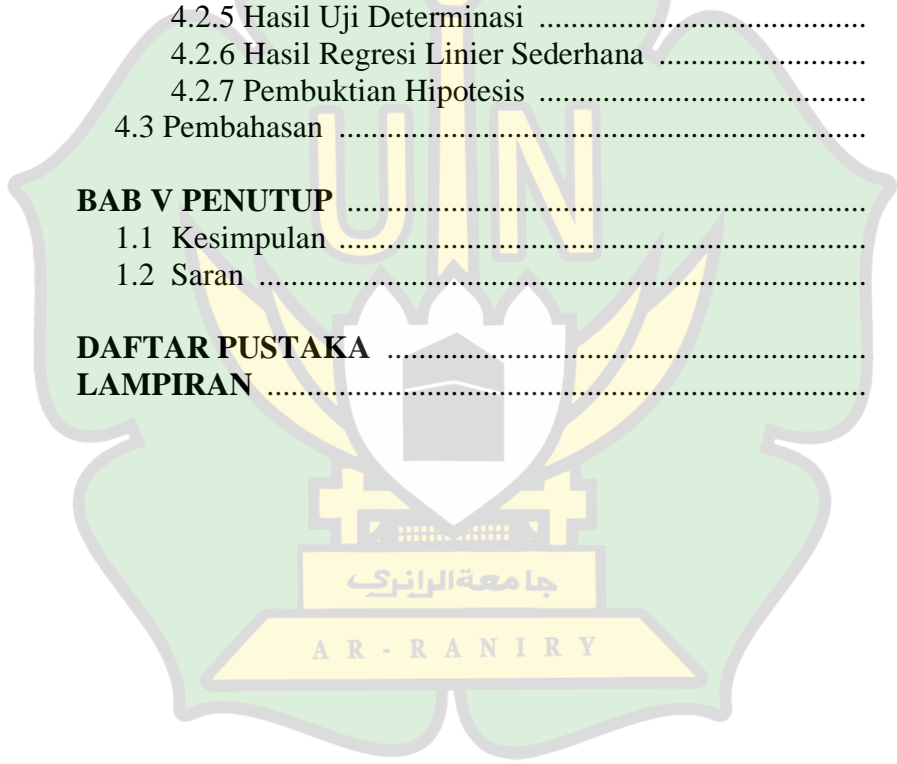 4.2.5 Hasil Uji Determinasi ............................................
4.2.6 Hasil Regresi Linier Sederhana ............................
4.2.7 Pembuktian Hipotesis ............................................
4.3 Pembahasan ........................................................................
BAB V PENUTUP ......................................................................
1.1 Kesimpulan ........................................................................
1.2 Saran ...................................................................................
DAFTAR PUSTAKA .................................................................
LAMPIRAN .................................................................................
UIN
جامعة الرانري
AR-RANIRY